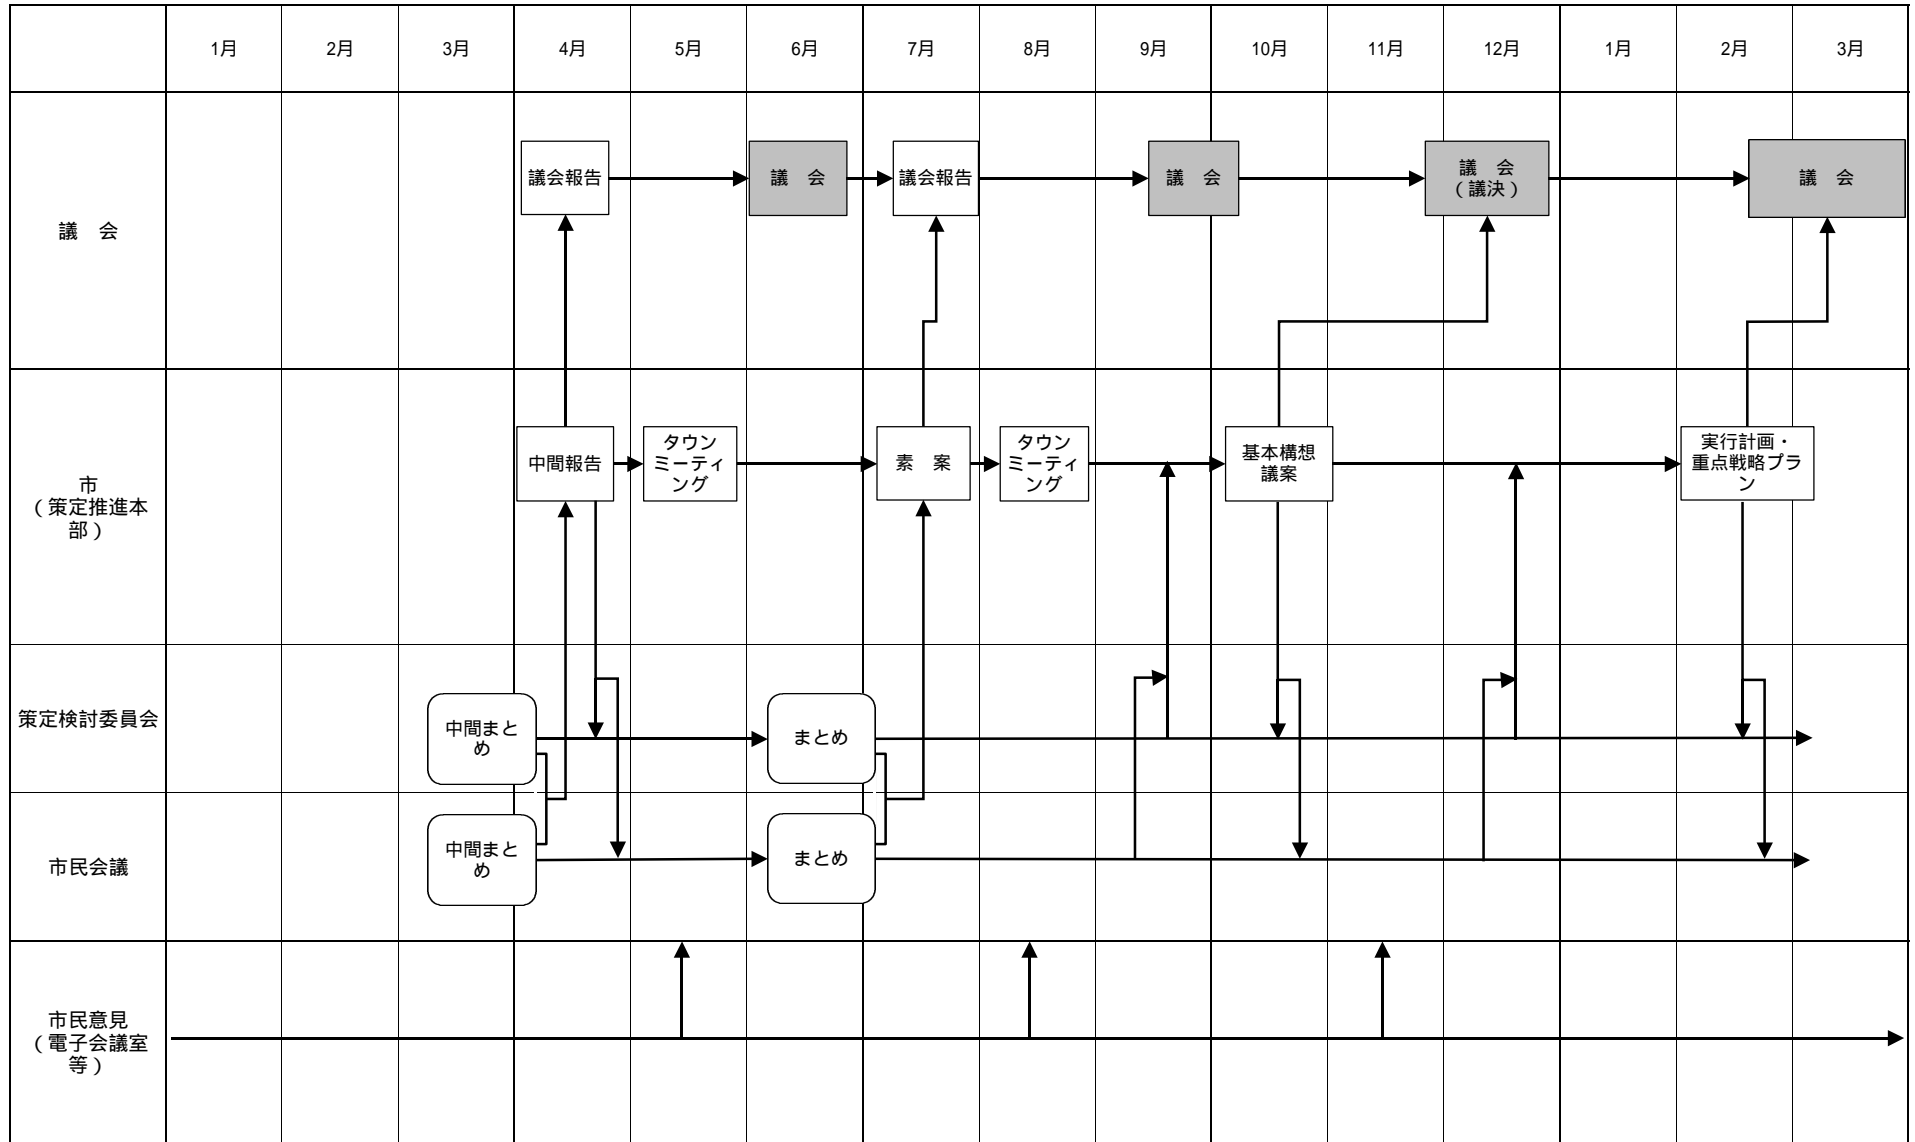 1月
2月
3月
4月
5月
6月
7月
8月
9月
10月
11月
12月
1月
2月
3月
議 会
議会報告
議 会
議会報告
議 会
議 会
（議決）
議 会
市
（策定推進本
部）
中間報告
タウン
ミーティ
ング
素 案
タウン
ミーティ
ング
基本構想
議案
実行計画・
重点戦略プラ
ン
策定検討委員会
中間まと
め
まとめ
市民会議
中間まと
め
まとめ
市民意見
（電子会議室
等）